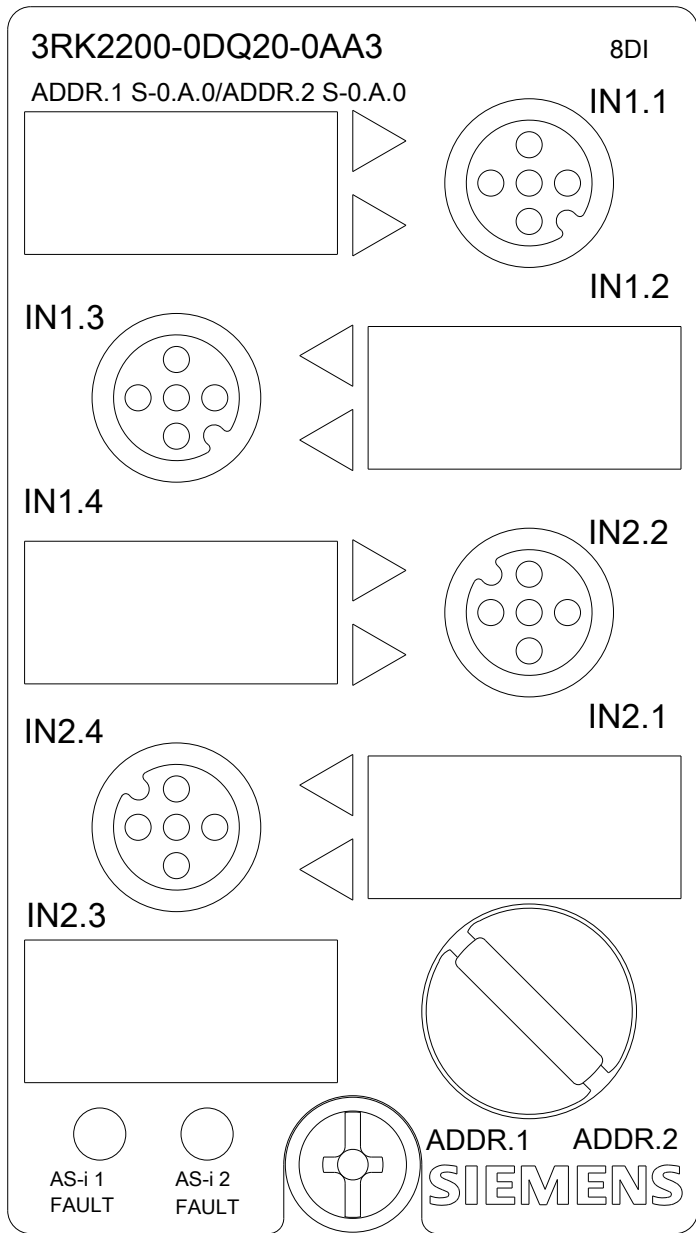 3RK2200-0DQ20-0AA3 8DI
ADDR.1 S-0.A.0/ADDR.2 S-0.A.0
IN1.1
IN1.2
IN1.3
IN1.4
IN2.2
IN2.1
IN2.4
IN2.3
ADDR.1 ADDR.2
AS-i 1
FAULT
AS-i 2
FAULT
SIEMENS